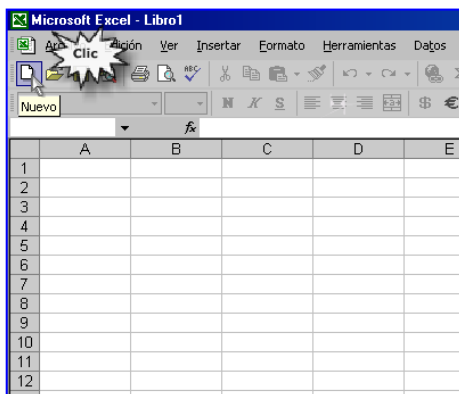 Microsoft Excel - Libro1
Ver Insertar Formato Herramientas Datos
Clic
ABC
N K S $ €
Nuevo
fx
A B C D E
1
2
3
4
5
6
7
8
9
10
11
12